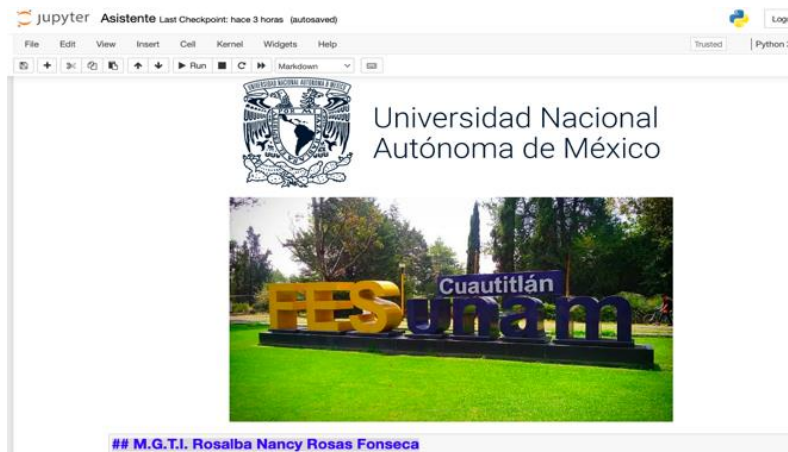 jupyter Asistente Last Checkpoint: hace 3 horas (autosaved)
File Edit View Insert Cell Kernel Widgets Help
Trusted Python 3
Run Markdown
Universidad Nacional
Autónoma de México
Cuautitlán
FES unam
## M.G.T.I. Rosalba Nancy Rosas Fonseca